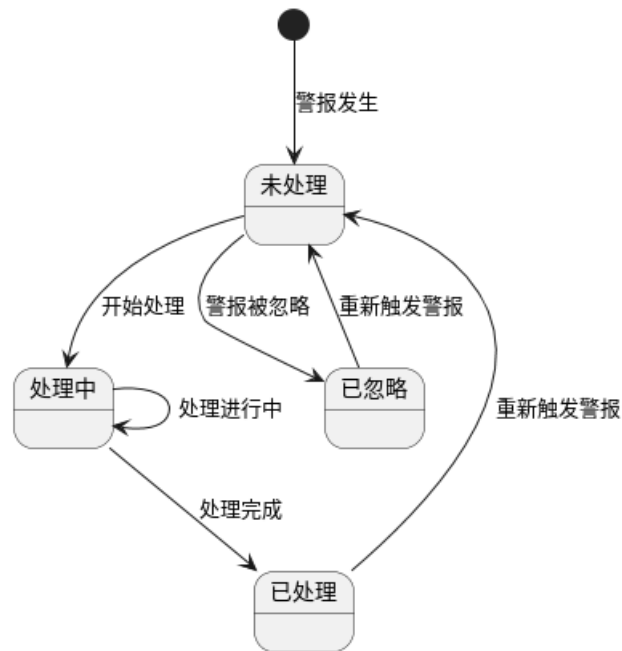 警报发生
未处理
开始处理
警报被忽略
重新触发警报
处理中
已忽略
处理进行中
重新触发警报
处理完成
已处理